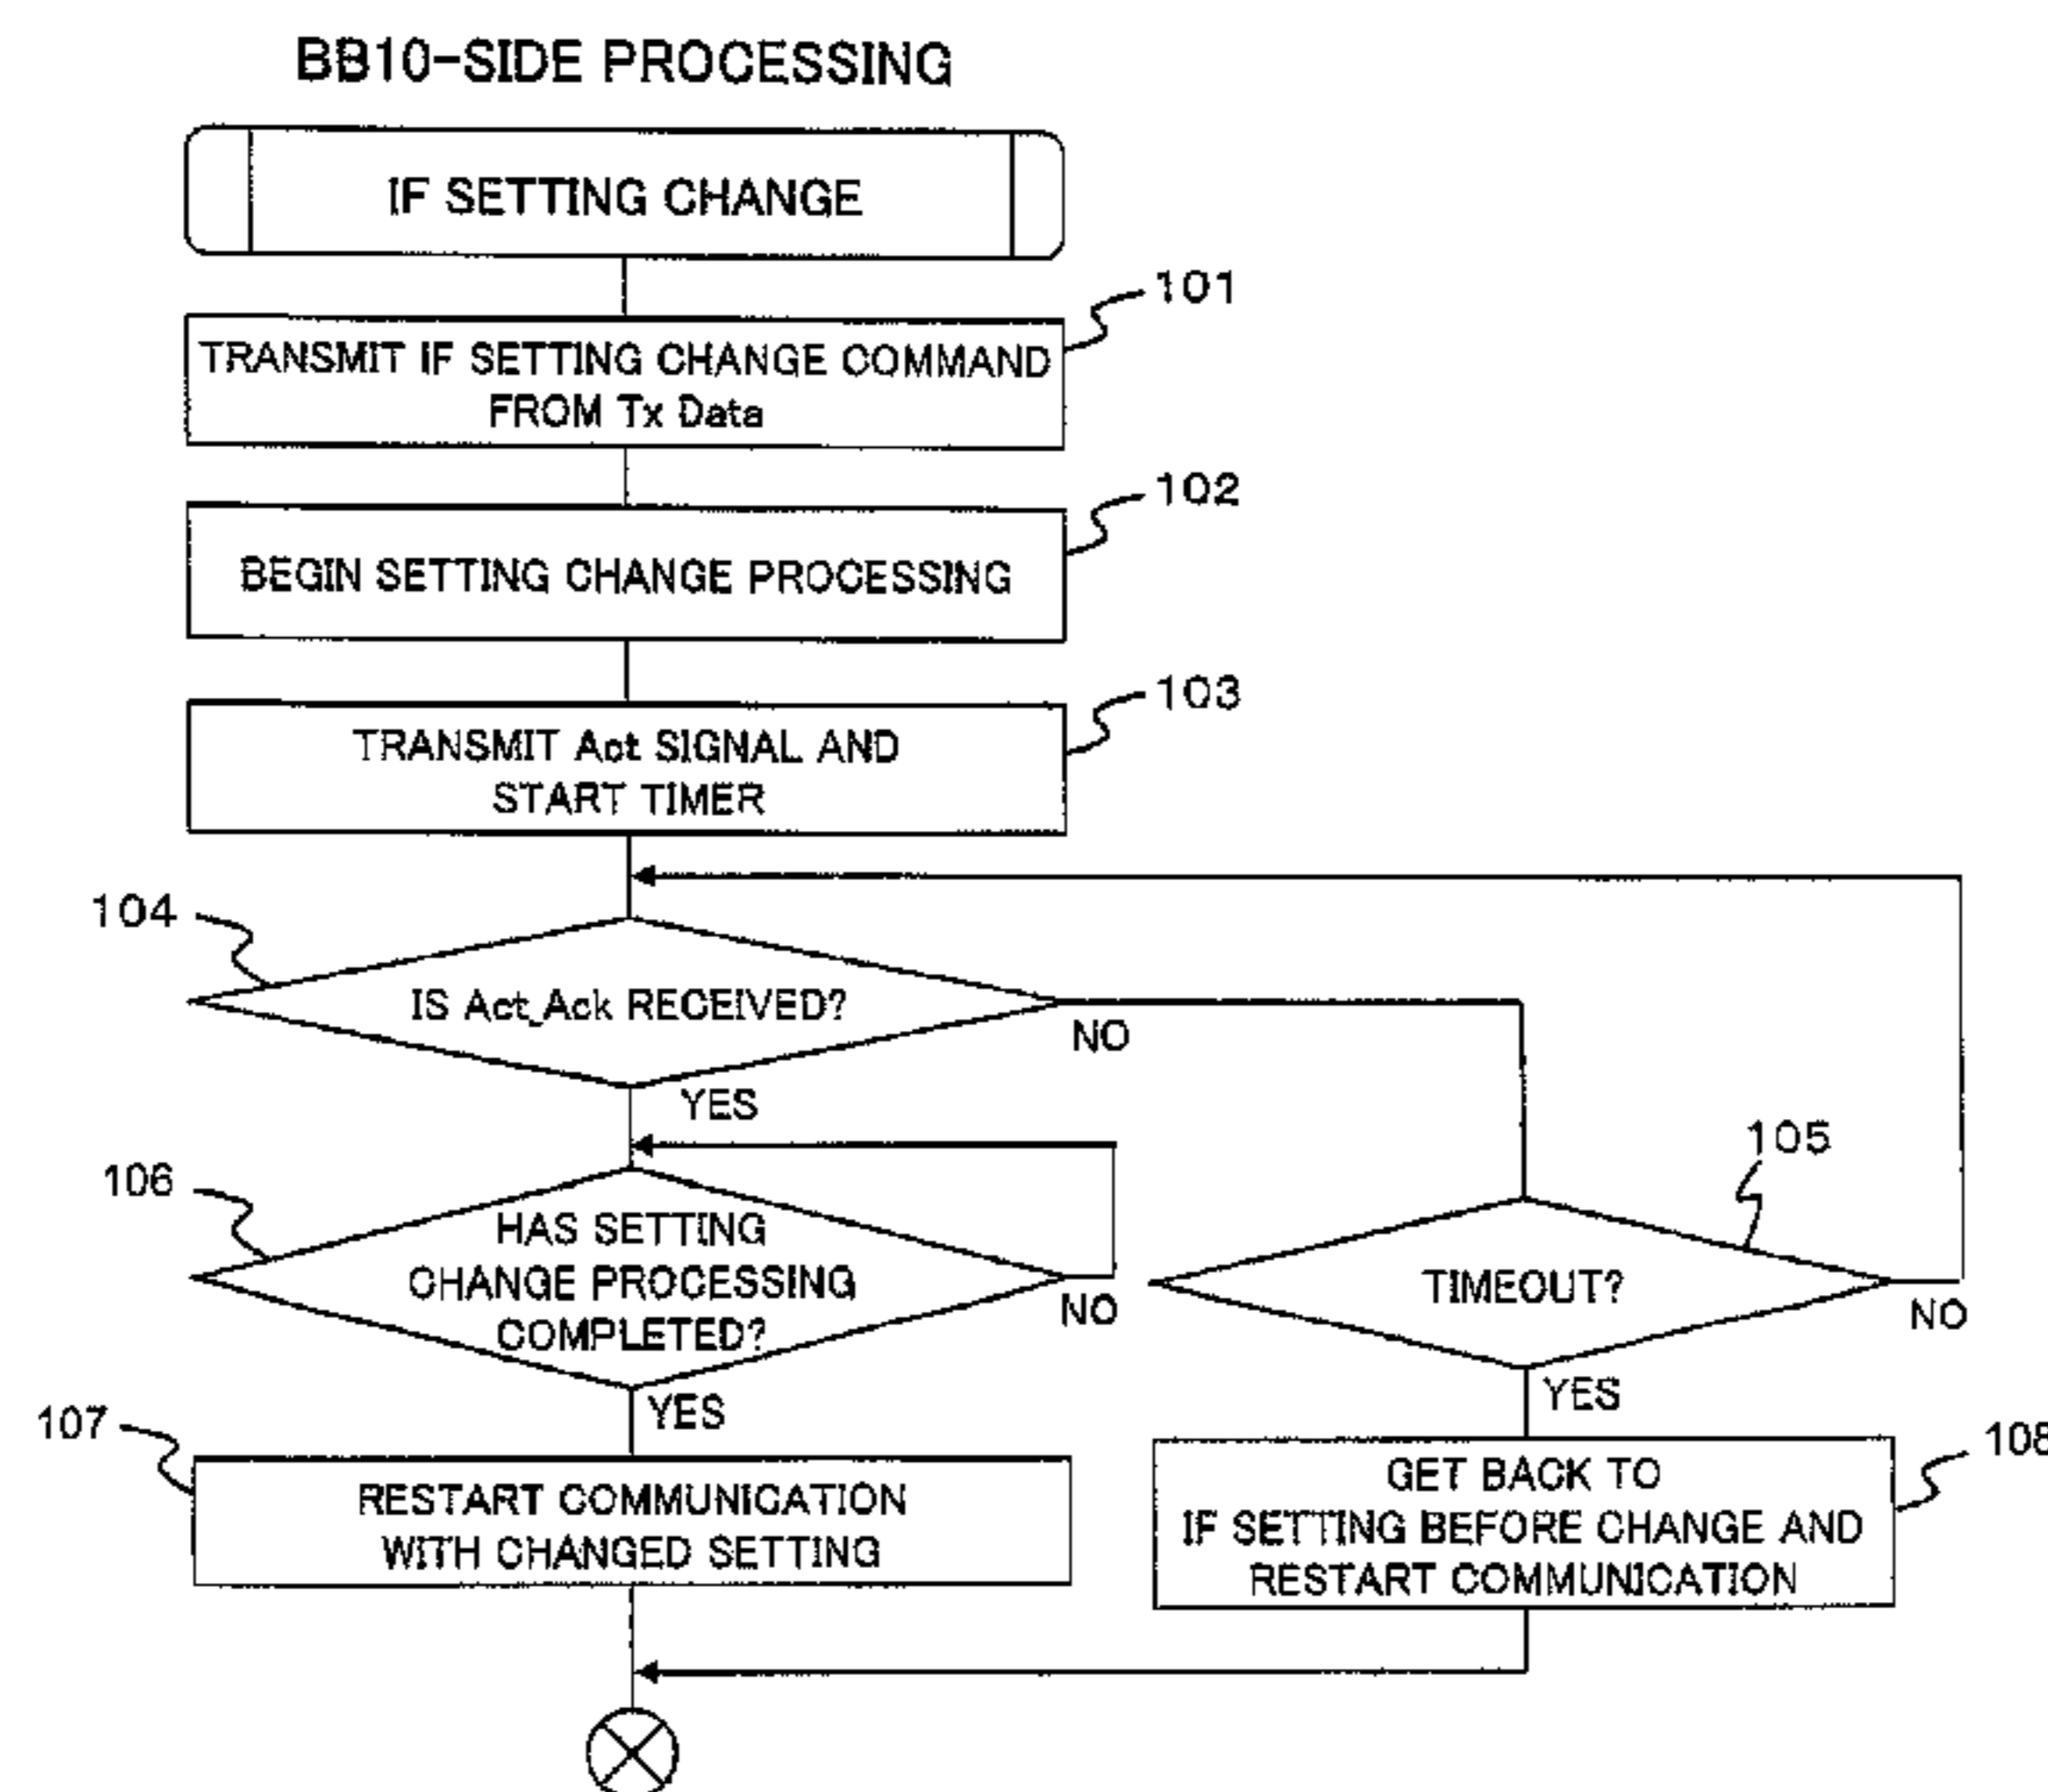 BB10-SIDE PROCESSING
IF SETTING CHANGE
101
TRANSMIT IF SETTING CHANGE COMMAND
FROM Tx Data
102
BEGIN SETTING CHANGE PROCESSING
103
TRANSMIT Act SIGNAL AND
START TIMER
104
IS Act_Ack RECEIVED?
NO
YES
105
106
HAS SETTING
CHANGE PROCESSING
COMPLETED?
NO
TIMEOUT?
NO
YES
YES
107
RESTART COMMUNICATION
WITH CHANGED SETTING
108
GET BACK TO
IF SETTING BEFORE CHANGE AND
RESTART COMMUNICATION